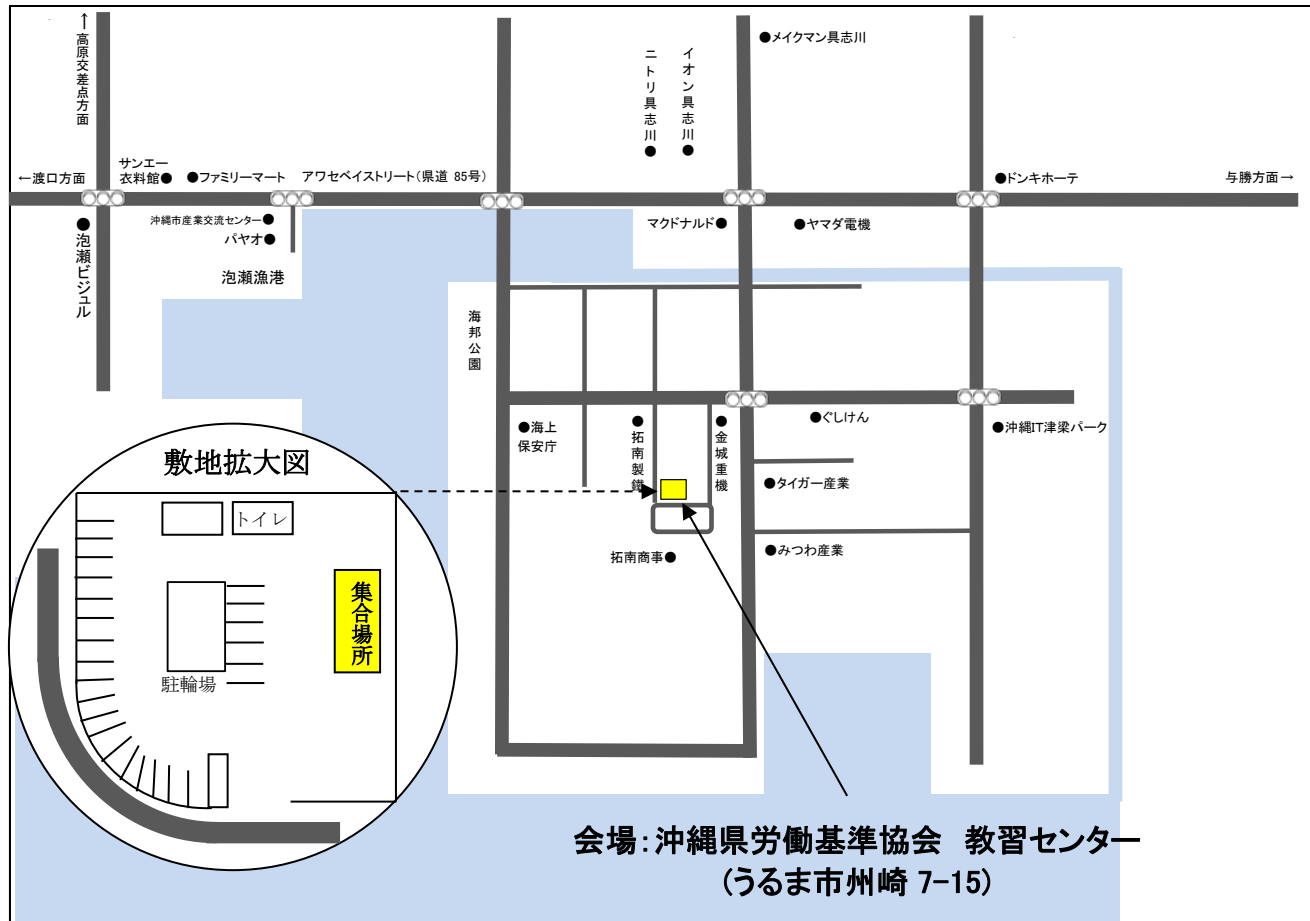 ↑高原交差点方面
●メイクマン具志川
ニトリ具志川●
イオン具志川●
←渡口方面
サンエー
衣料館●
●ファミリーマート
アワセベイストリート(県道 85号)
●ドンキホーテ
与勝方面→
●泡瀬ビジュル
沖縄市産業交流センター●
パヤオ●
泡瀬漁港
マクドナルド●
●ヤマダ電機
海邦公園
●海上
保安庁
●拓南製鐵
●金城重機
●ぐしけん
●沖縄IT津梁パーク
●タイガー産業
拓南商事●
●みつわ産業
敷地拡大図
トイレ
集合場所
駐輪場
会場:沖縄県労働基準協会 教習センター
(うるま市州崎 7-15)